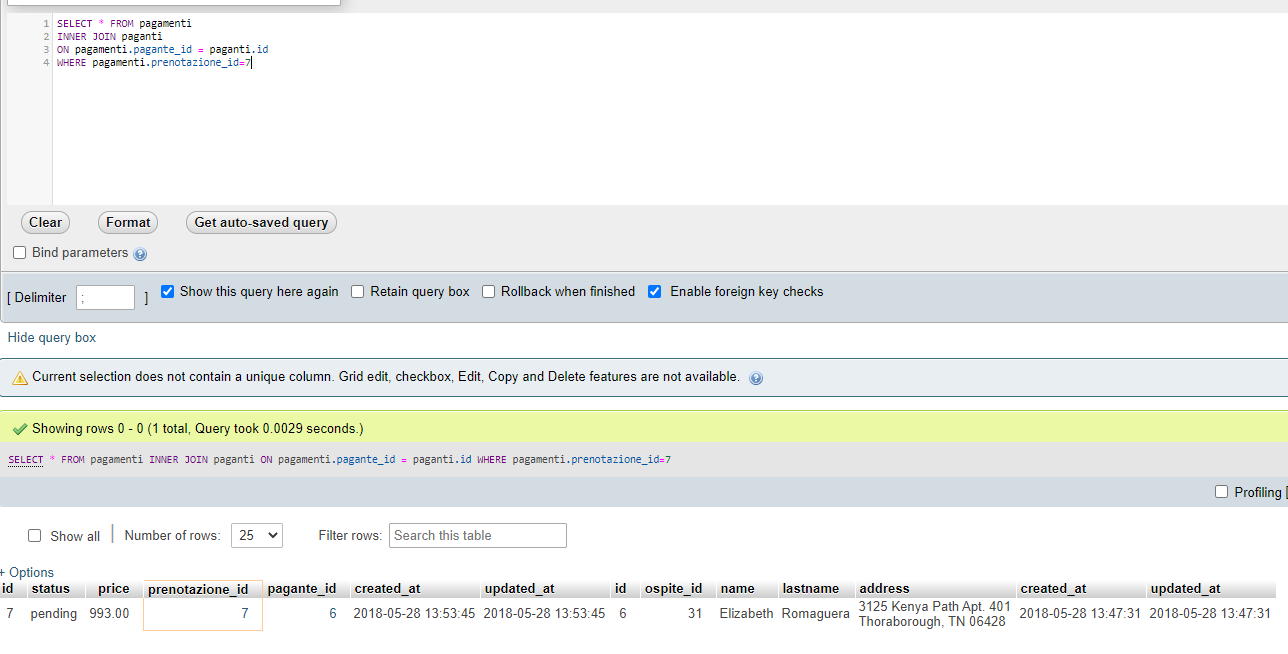 1 SELECT * FROM pagamenti
2 INNER JOIN paganti
3 ON pagamenti.pagante_id = paganti.id
4 WHERE pagamenti.prenotazione_id=7
Clear Format Get auto-saved query
Bind parameters
[ Delimiter ; ] Show this query here again Retain query box Rollback when finished Enable foreign key checks
Hide query box
Current selection does not contain a unique column. Grid edit, checkbox, Edit, Copy and Delete features are not available.
Showing rows 0 - 0 (1 total, Query took 0.0029 seconds.)
SELECT * FROM pagamenti INNER JOIN paganti ON pagamenti.pagante_id = paganti.id WHERE pagamenti.prenotazione_id=7
Profiling [
Show all Number of rows: 25 Filter rows: Search this table
+ Options
id status price prenotazione_id pagante_id created_at updated_at id ospite_id name lastname address created_at updated_at
7 pending 993.00 7 6 2018-05-28 13:53:45 2018-05-28 13:53:45 6 31 Elizabeth Romaguera 3125 Kenya Path Apt. 401 2018-05-28 13:47:31 2018-05-28 13:47:31
Thoraborough, TN 06428